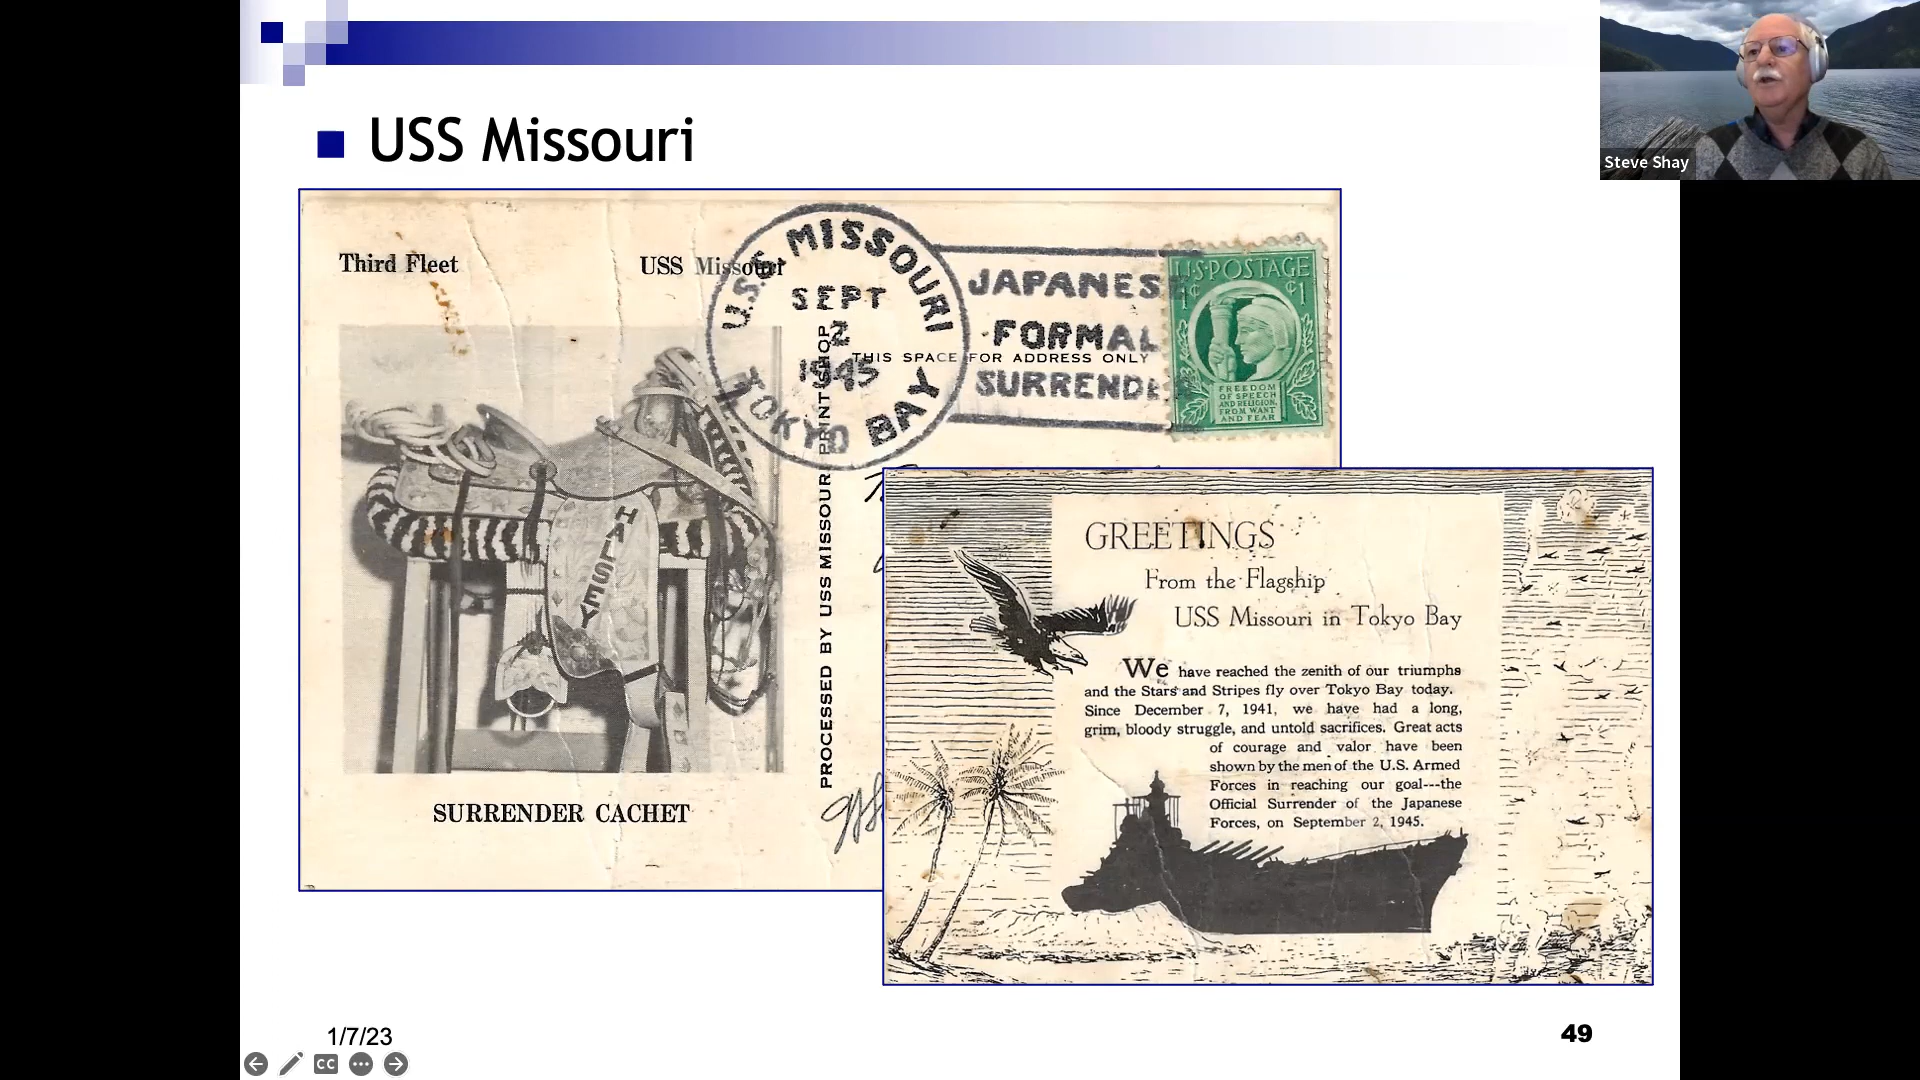 USS Missouri
Steve Shay
Third Fleet
USS Missouri
U.S.S. MISSOURI
SEPT
2
1945
TOKYO BAY
JAPANES
FORMAL
SURRENDE
THIS SPACE FOR ADDRESS ONLY
U.S. POSTAGE
1¢ ¢1
FREEDOM
OF SPEECH
AND RELIGION,
FROM WANT
AND FEAR
HALSEY
PROCESSED BY USS MISSOURI PRINT SHOP
SURRENDER CACHET
GREETINGS
From the Flagship
USS Missouri in Tokyo Bay
We have reached the zenith of our triumphs
and the Stars and Stripes fly over Tokyo Bay today.
Since December 7, 1941, we have had a long,
grim, bloody struggle, and untold sacrifices. Great acts
of courage and valor have been
shown by the men of the U.S. Armed
Forces in reaching our goal---the
Official Surrender of the Japanese
Forces, on September 2, 1945.
1/7/23
49
CC